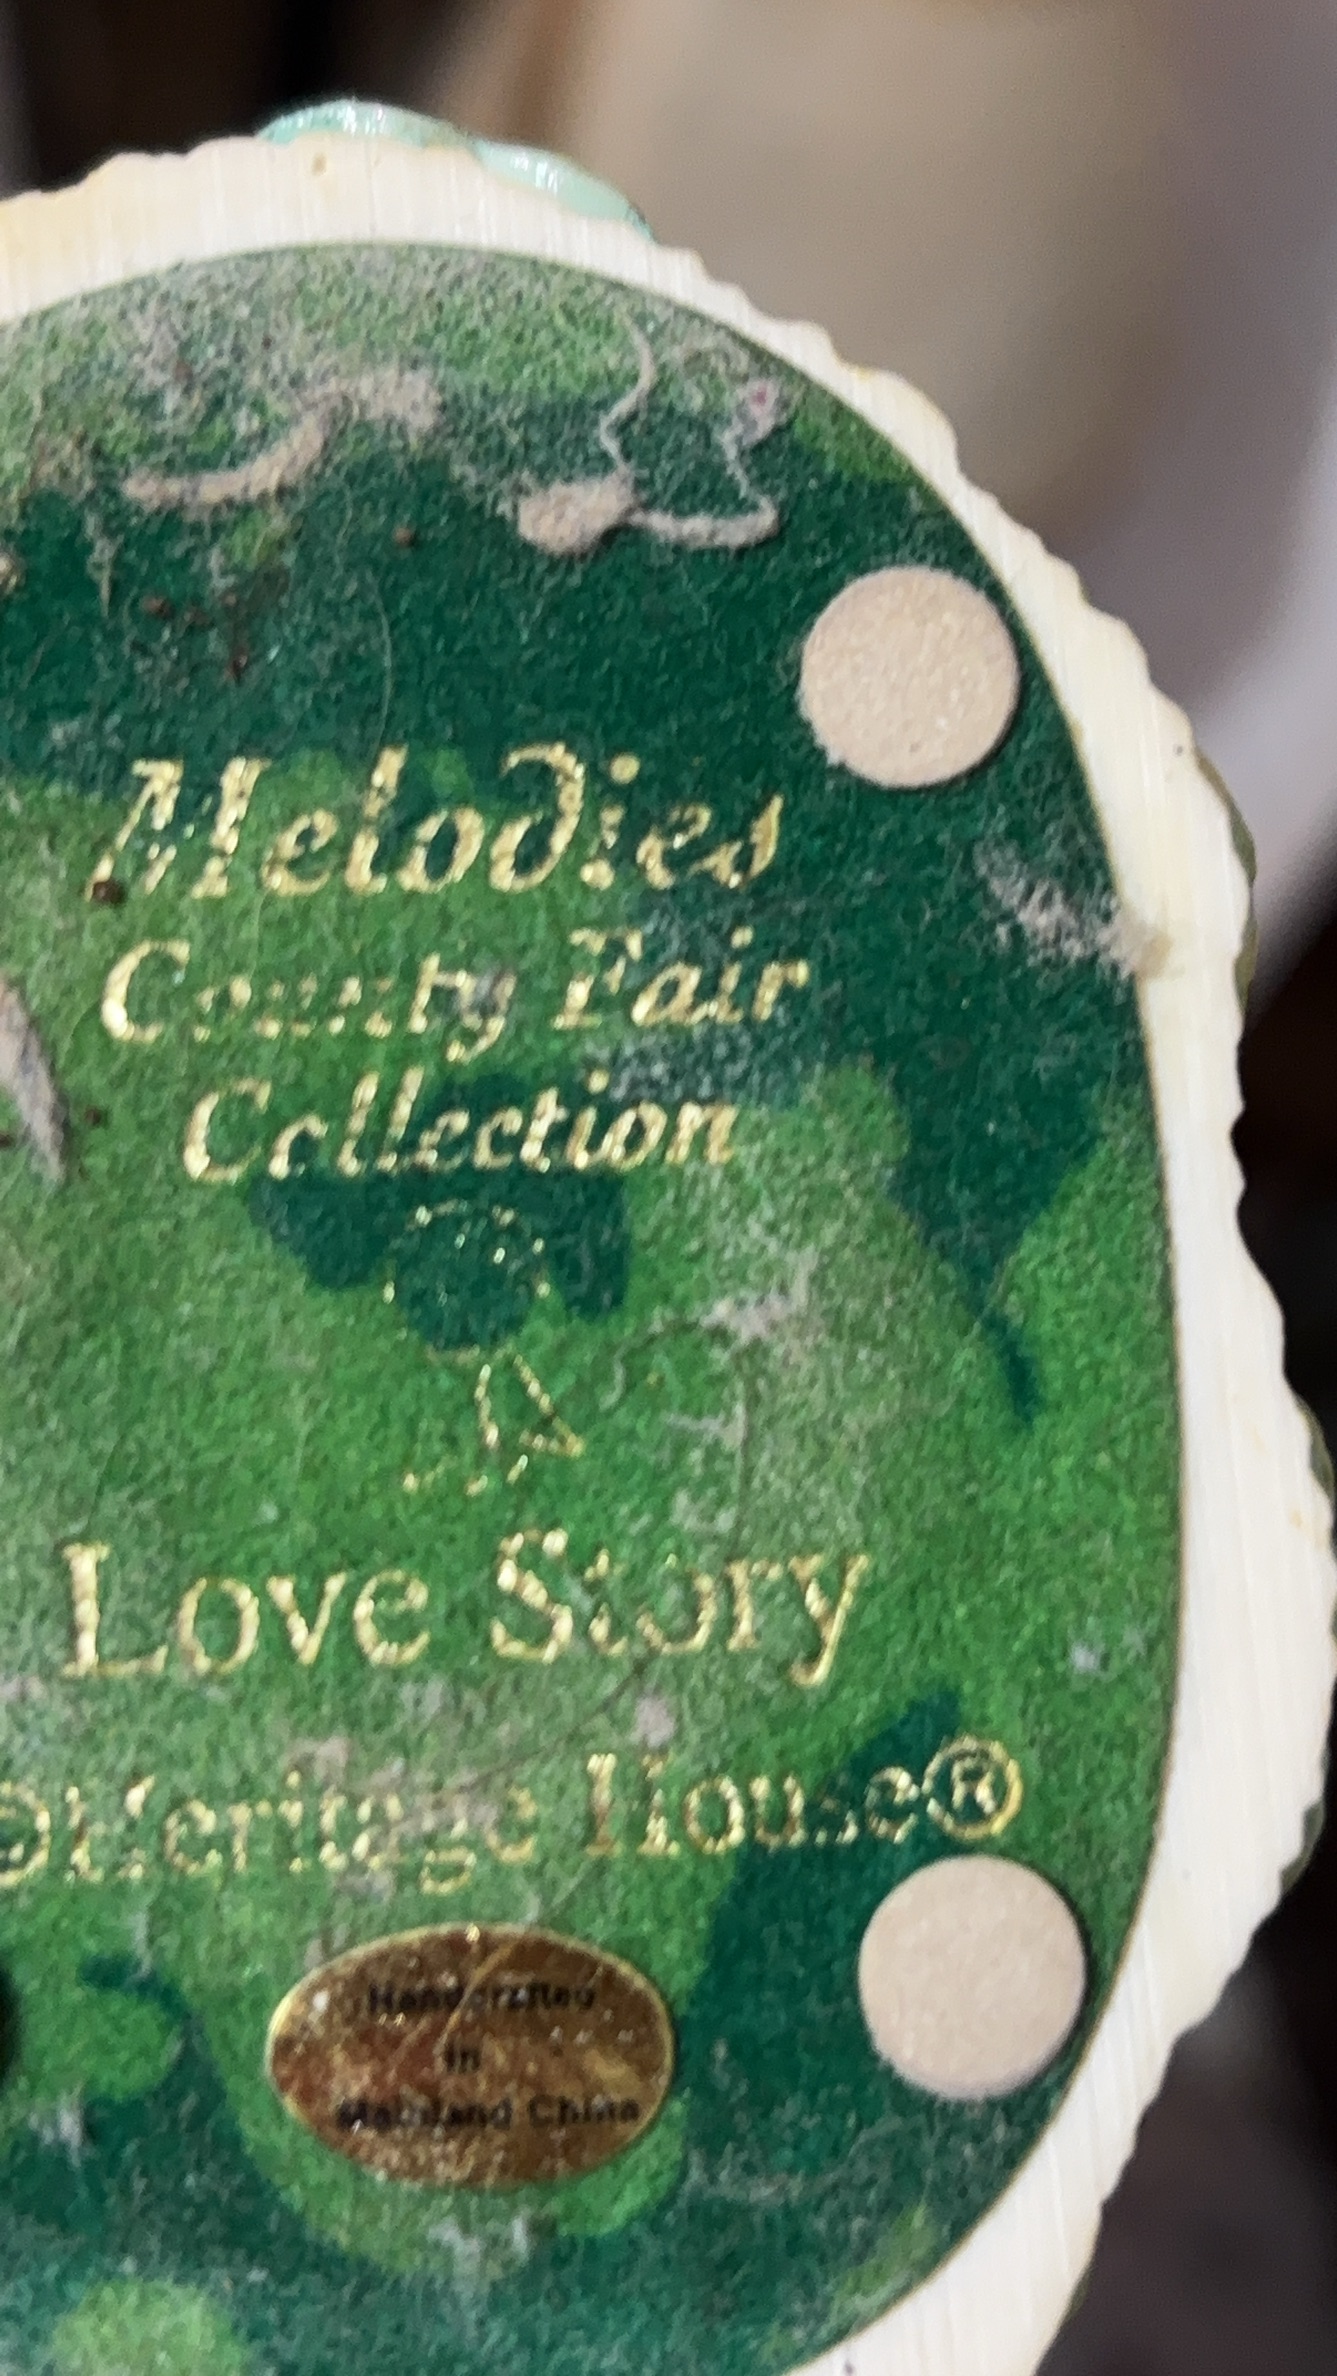 Melodies
County Fair
Collection
Love Story
©Heritage House®
Handcrafted
in
Mainland China